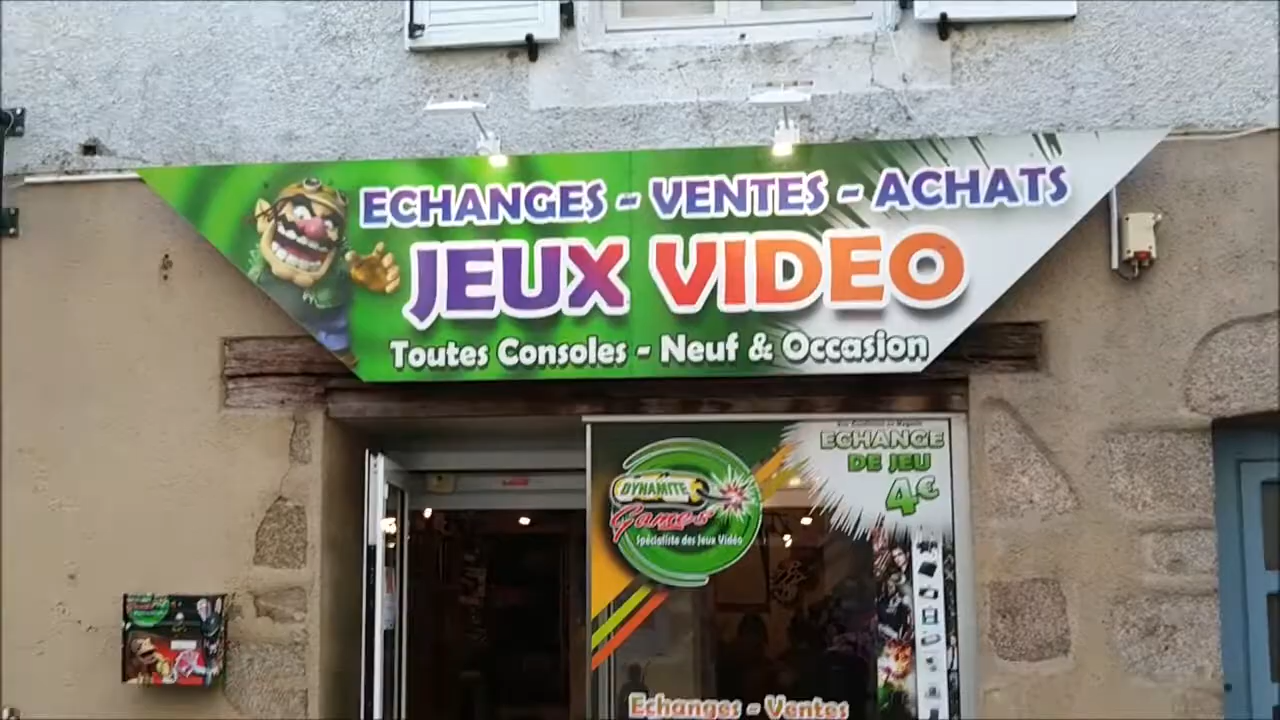 ECHANGES - VENTES - ACHATS
JEUX VIDEO
Toutes Consoles - Neuf & Occasion
ECHANGE
DE JEU
4€
DYNAMITE
Games
Spécialiste des Jeux Vidéo
Echanges - Ventes